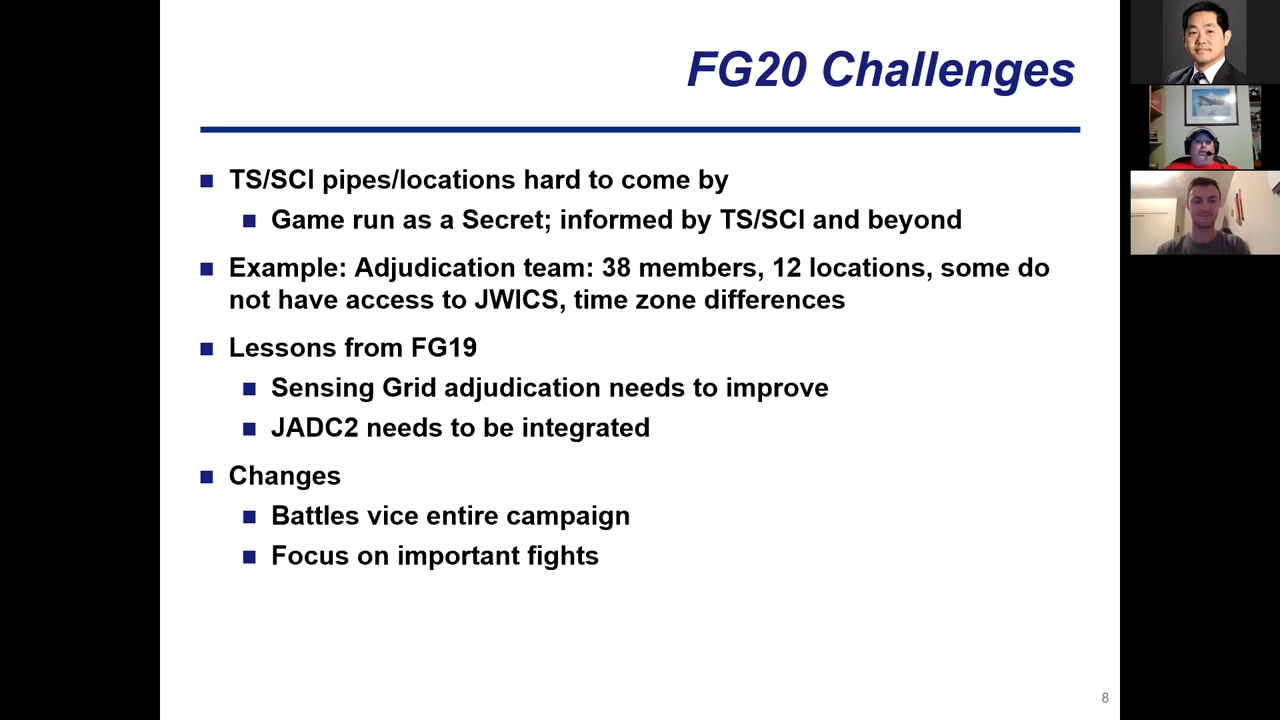 FG20 Challenges
TS/SCI pipes/locations hard to come by
Game run as a Secret; informed by TS/SCI and beyond
Example: Adjudication team: 38 members, 12 locations, some do
not have access to JWICS, time zone differences
Lessons from FG19
Sensing Grid adjudication needs to improve
JADC2 needs to be integrated
Changes
Battles vice entire campaign
Focus on important fights
8